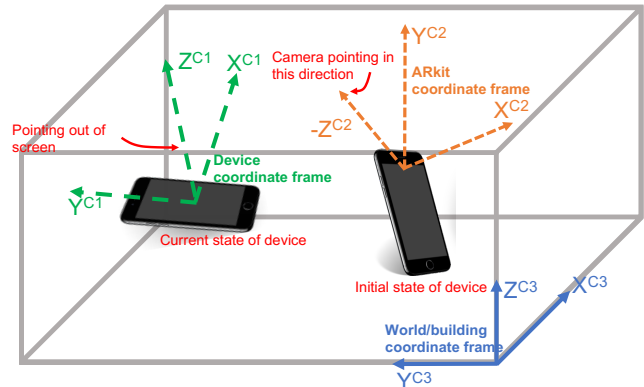 Y^C2
Z^C1
X^C1
Camera pointing in
this direction
ARkit
coordinate frame
X^C2
-Z^C2
Pointing out of
screen
Device
coordinate frame
Y^C1
Current state of device
Initial state of device
Z^C3
X^C3
World/building
coordinate frame
Y^C3